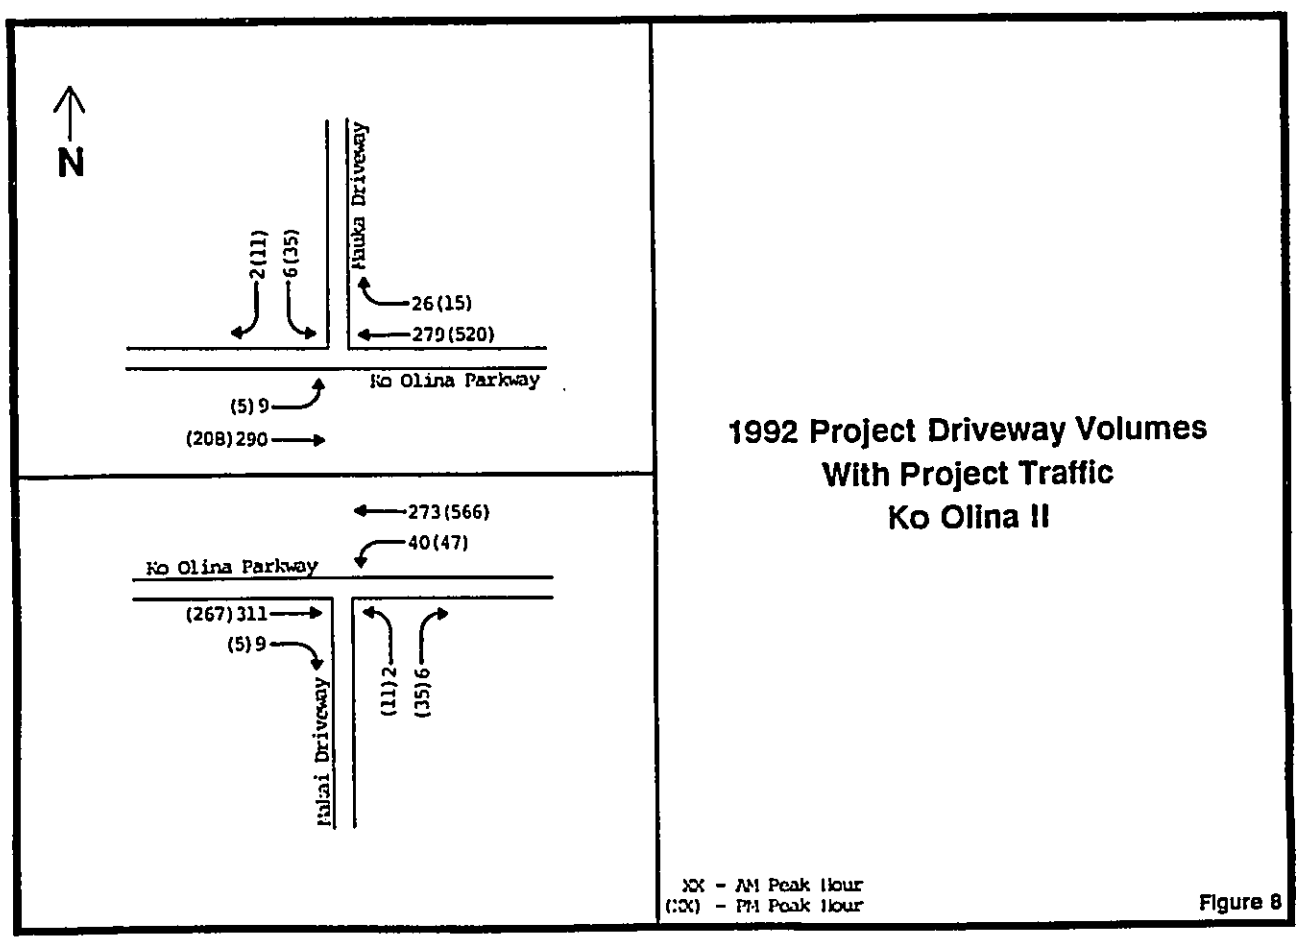 N
Mauka Driveway
2(11)
6(35)
26(15)
279(520)
Ko Olina Parkway
(5)9
(208)290
273(566)
40(47)
Ko Olina Parkway
(267)311
(5)9
(11)2
(35)6
Makai Driveway
1992 Project Driveway Volumes
With Project Traffic
Ko Olina II
XX - AM Peak Hour
(XX) - PM Peak Hour
Figure 8